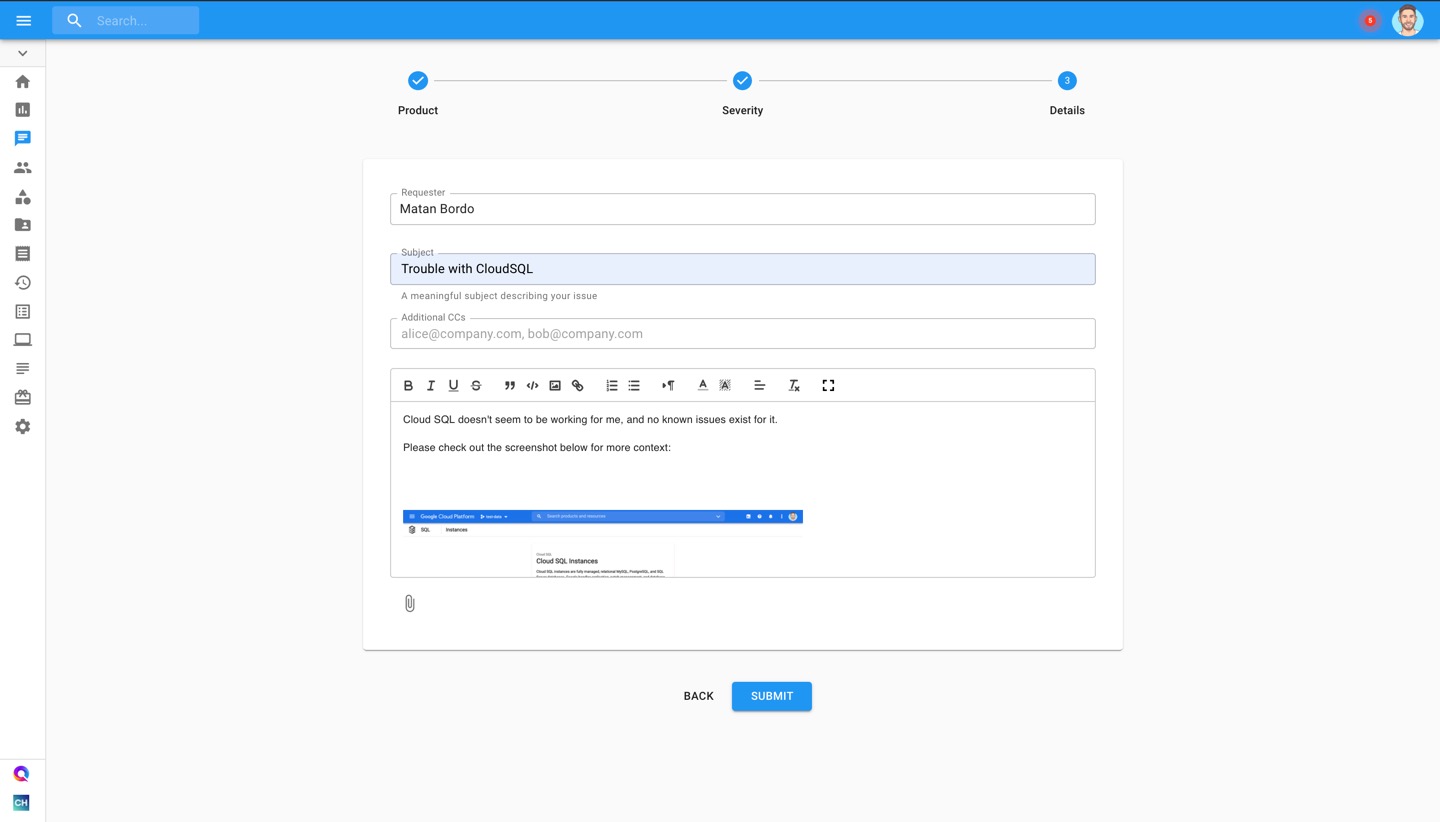 Search...
5
3
Product
Severity
Details
Requester
Matan Bordo
Subject
Trouble with CloudSQL
A meaningful subject describing your issue
Additional CCs
alice@company.com, bob@company.com
Cloud SQL doesn't seem to be working for me, and no known issues exist for it.
Please check out the screenshot below for more context:
Google Cloud Platform
test-data
Search products and resources
SQL
Instances
Cloud SQL
Cloud SQL Instances
Cloud SQL instances are fully managed, relational MySQL, PostgreSQL, and SQL
BACK
SUBMIT
CH